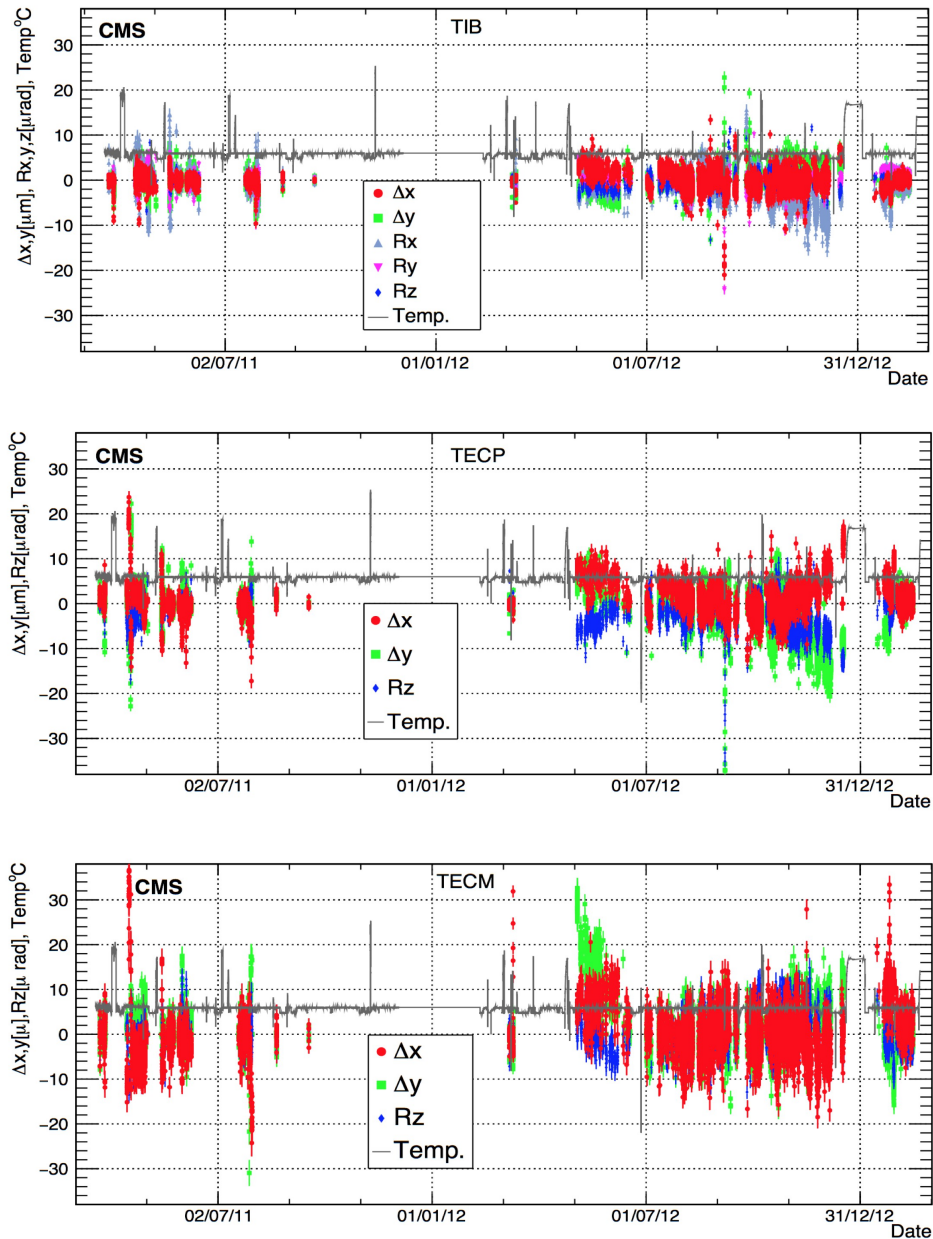 CMS
TIB
Δx,y[μm], Rx,y,z[μrad], Temp°C
30
20
10
0
−10
−20
−30
Δx
Δy
Rx
Ry
Rz
Temp.
02/07/11
01/01/12
01/07/12
31/12/12
Date
CMS
TECP
Δx,y[μm],Rz[μrad], Temp°C
30
20
10
0
−10
−20
−30
Δx
Δy
Rz
Temp.
02/07/11
01/01/12
01/07/12
31/12/12
Date
CMS
TECM
Δx,y[μ],Rz[μ rad], Temp°C
30
20
10
0
−10
−20
−30
Δx
Δy
Rz
Temp.
02/07/11
01/01/12
01/07/12
31/12/12
Date